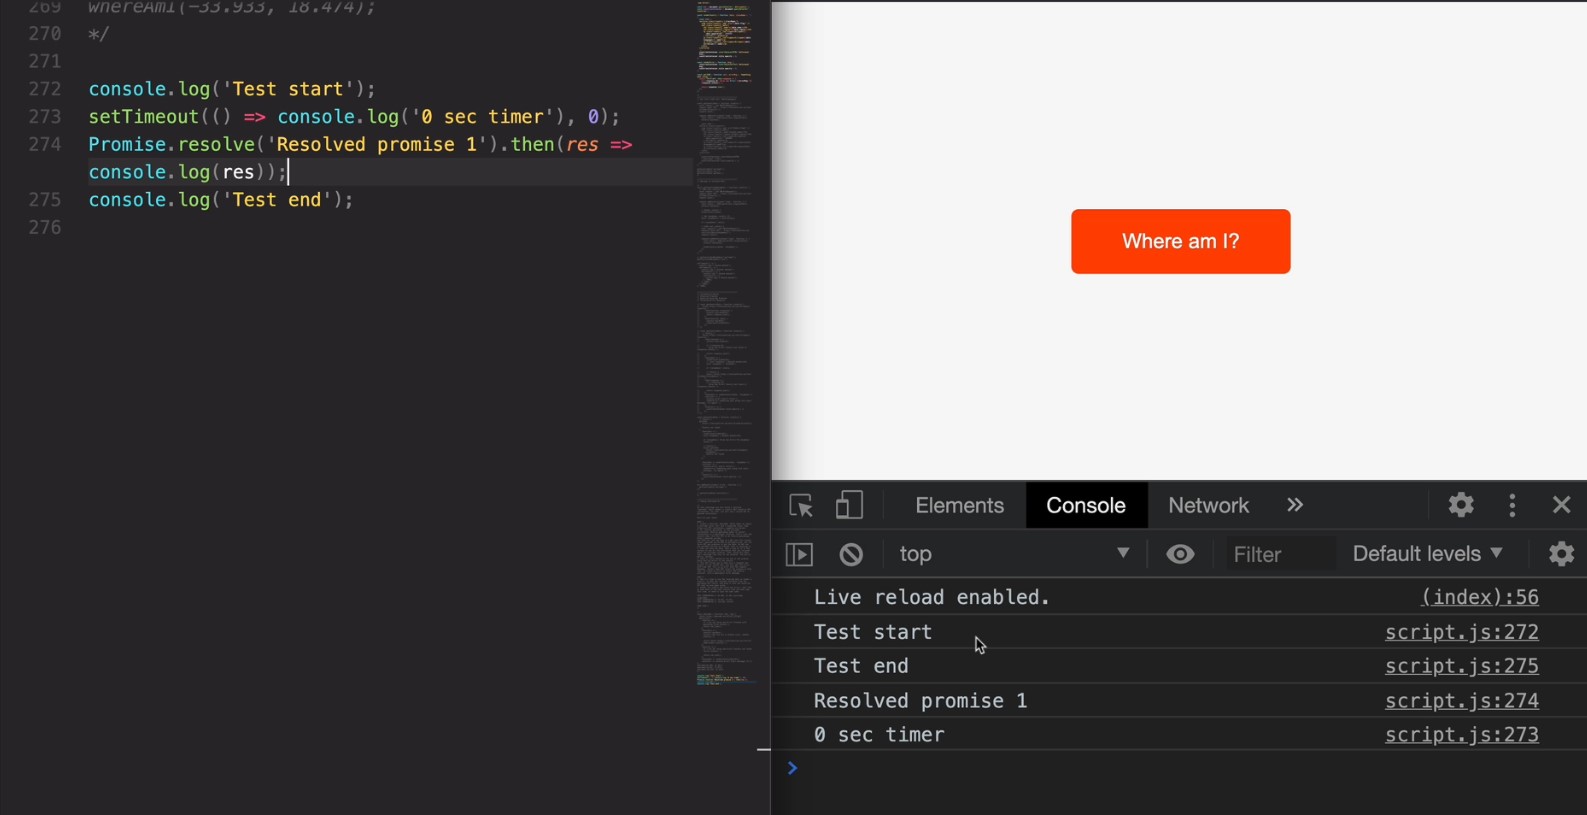 269 whereAmI(-33.933, 18.474);
270 */
271
272 console.log('Test start');
273 setTimeout(() => console.log('0 sec timer'), 0);
274 Promise.resolve('Resolved promise 1').then(res =>
console.log(res));
275 console.log('Test end');
276
Where am I?
Elements Console Network »
top Filter Default levels
Live reload enabled. (index):56
Test start script.js:272
Test end script.js:275
Resolved promise 1 script.js:274
0 sec timer script.js:273